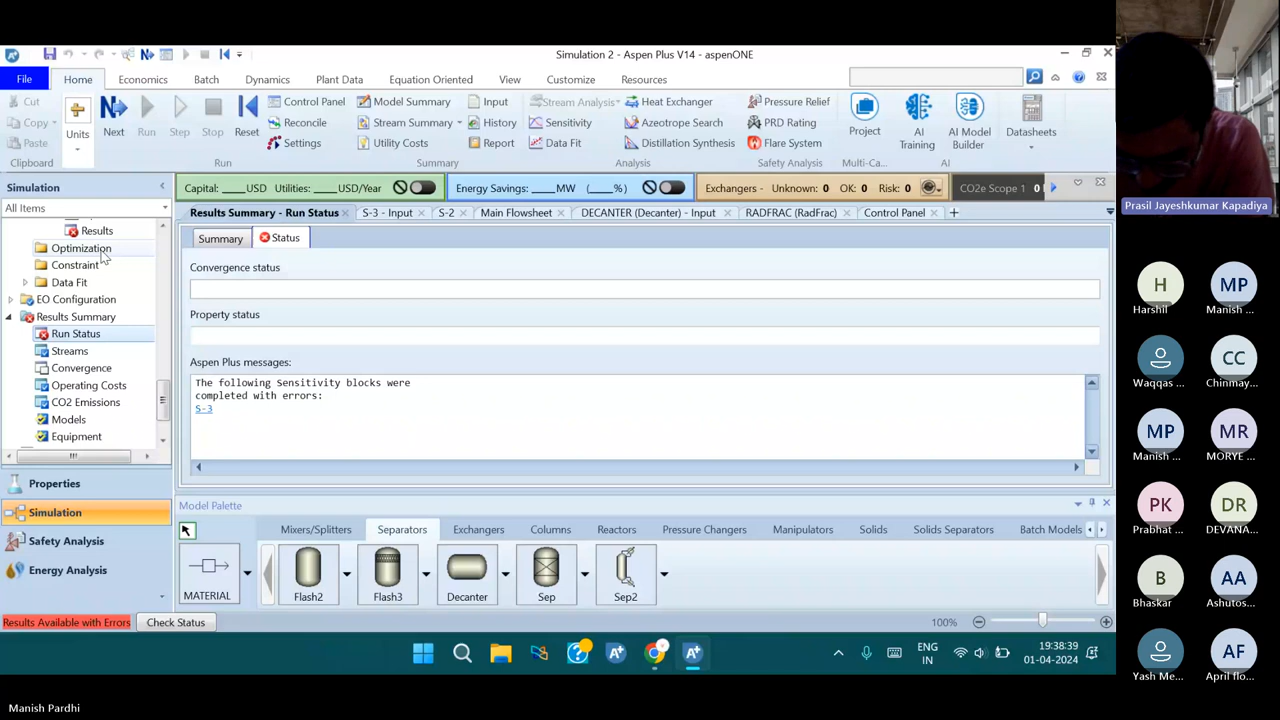 Simulation 2 - Aspen Plus V14 - aspenONE
File
Home
Economics
Batch
Dynamics
Plant Data
Equation Oriented
View
Customize
Resources
Cut
Copy
Paste
Clipboard
Units
Next
Run
Step
Stop
Reset
Control Panel
Reconcile
Settings
Run
Model Summary
Stream Summary
Utility Costs
Input
History
Report
Summary
Stream Analysis
Sensitivity
Data Fit
Heat Exchanger
Azeotrope Search
Distillation Synthesis
Analysis
Pressure Relief
PRD Rating
Flare System
Safety Analysis
Project
Multi-Ca...
AI
Training
AI Model
Builder
AI
Datasheets
Prasil Jayeshkumar Kapadiya
Simulation
All Items
Capital: ____USD Utilities: ____USD/Year
Energy Savings: ____MW (____%)
Exchangers - Unknown: 0 OK: 0 Risk: 0
CO2e Scope 1 0
Results Summary - Run Status
S-3 - Input
S-2
Main Flowsheet
DECANTER (Decanter) - Input
RADFRAC (RadFrac)
Control Panel
Results
Optimization
Constraint
Data Fit
EO Configuration
Results Summary
Run Status
Streams
Convergence
Operating Costs
CO2 Emissions
Models
Equipment
Summary
Status
Convergence status
Property status
Aspen Plus messages:
The following Sensitivity blocks were
completed with errors:
S-3
Properties
Simulation
Safety Analysis
Energy Analysis
Model Palette
Mixers/Splitters
Separators
Exchangers
Columns
Reactors
Pressure Changers
Manipulators
Solids
Solids Separators
Batch Models
MATERIAL
Flash2
Flash3
Decanter
Sep
Sep2
Results Available with Errors
Check Status
100%
ENG
IN
19:38:39
01-04-2024
H
Harshil
MP
Manish ...
Waqqas ...
CC
Chinmay...
MP
Manish ...
MR
MORYE ...
PK
Prabhat ...
DR
DEVANA...
B
Bhaskar
AA
Ashutos...
Yash Me...
AF
April flo...
Manish Pardhi